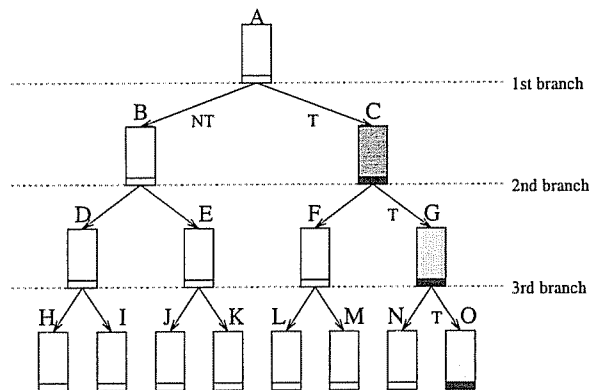 A
1st branch
B NT T C
2nd branch
D E F T G
3rd branch
H I J K L M N T O